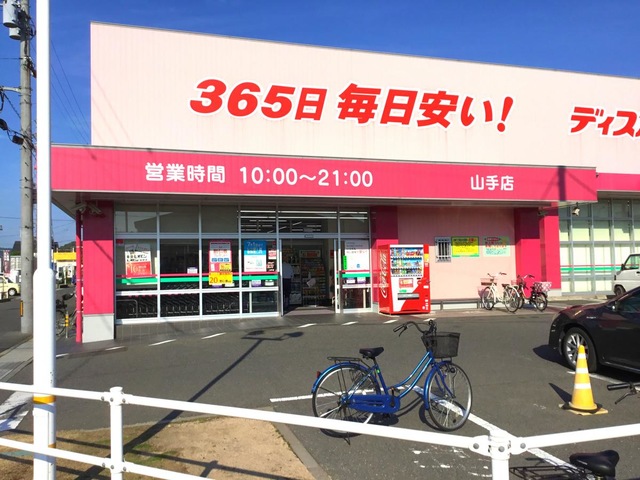 365日 毎日安い!
ディス
営業時間 10:00～21:00
山手店